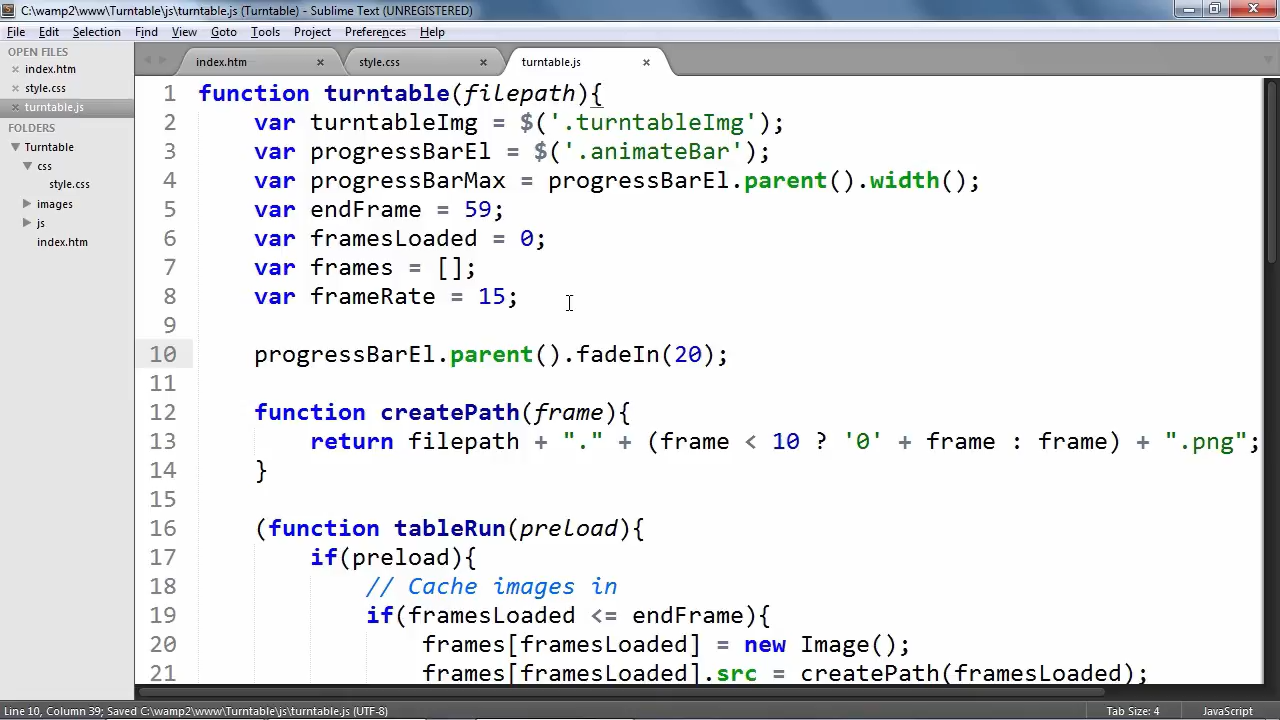 C:\wamp2\www\Turntable\js\turntable.js (Turntable) - Sublime Text (UNREGISTERED)
File Edit Selection Find View Goto Tools Project Preferences Help
OPEN FILES
index.htm
style.css
turntable.js
FOLDERS
Turntable
css
style.css
images
js
index.htm
index.htm style.css turntable.js
1 function turntable(filepath){
2 var turntableImg = $('.turntableImg');
3 var progressBarEl = $('.animateBar');
4 var progressBarMax = progressBarEl.parent().width();
5 var endFrame = 59;
6 var framesLoaded = 0;
7 var frames = [];
8 var frameRate = 15;
9
10 progressBarEl.parent().fadeIn(20);
11
12 function createPath(frame){
13 return filepath + "." + (frame < 10 ? '0' + frame : frame) + ".png";
14 }
15
16 (function tableRun(preload){
17 if(preload){
18 // Cache images in
19 if(framesLoaded <= endFrame){
20 frames[framesLoaded] = new Image();
21 frames[framesLoaded].src = createPath(framesLoaded);
Line 10, Column 39; Saved C:\wamp2\www\Turntable\js\turntable.js (UTF-8) Tab Size: 4 JavaScript